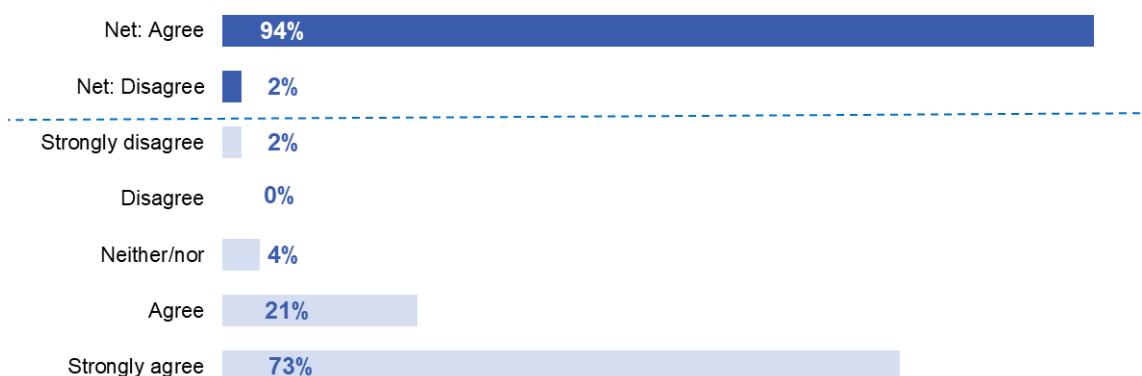 Net: Agree 94%
Net: Disagree 2%
Strongly disagree 2%
Disagree 0%
Neither/nor 4%
Agree 21%
Strongly agree 73%